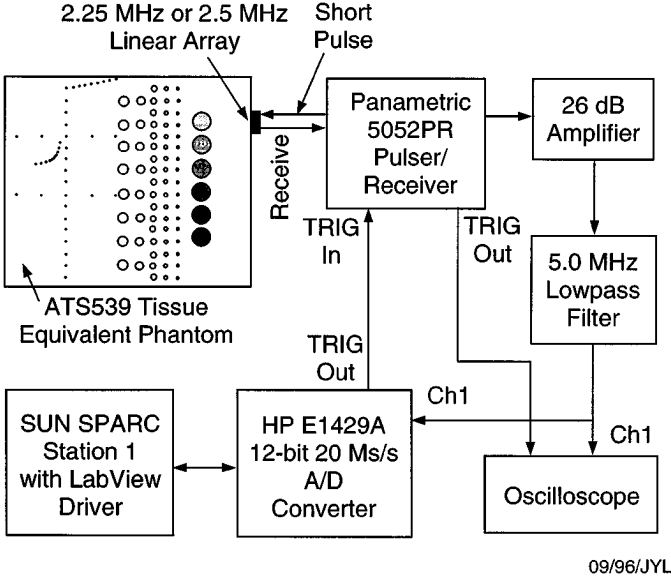 2.25 MHz or 2.5 MHz
Linear Array
Short
Pulse
Panametric
5052PR
Pulser/
Receiver
26 dB
Amplifier
Receive
TRIG
In
TRIG
Out
5.0 MHz
Lowpass
Filter
ATS539 Tissue
Equivalent Phantom
TRIG
Out
Ch1
Ch1
SUN SPARC
Station 1
with LabView
Driver
HP E1429A
12-bit 20 Ms/s
A/D
Converter
Oscilloscope
09/96/JYL